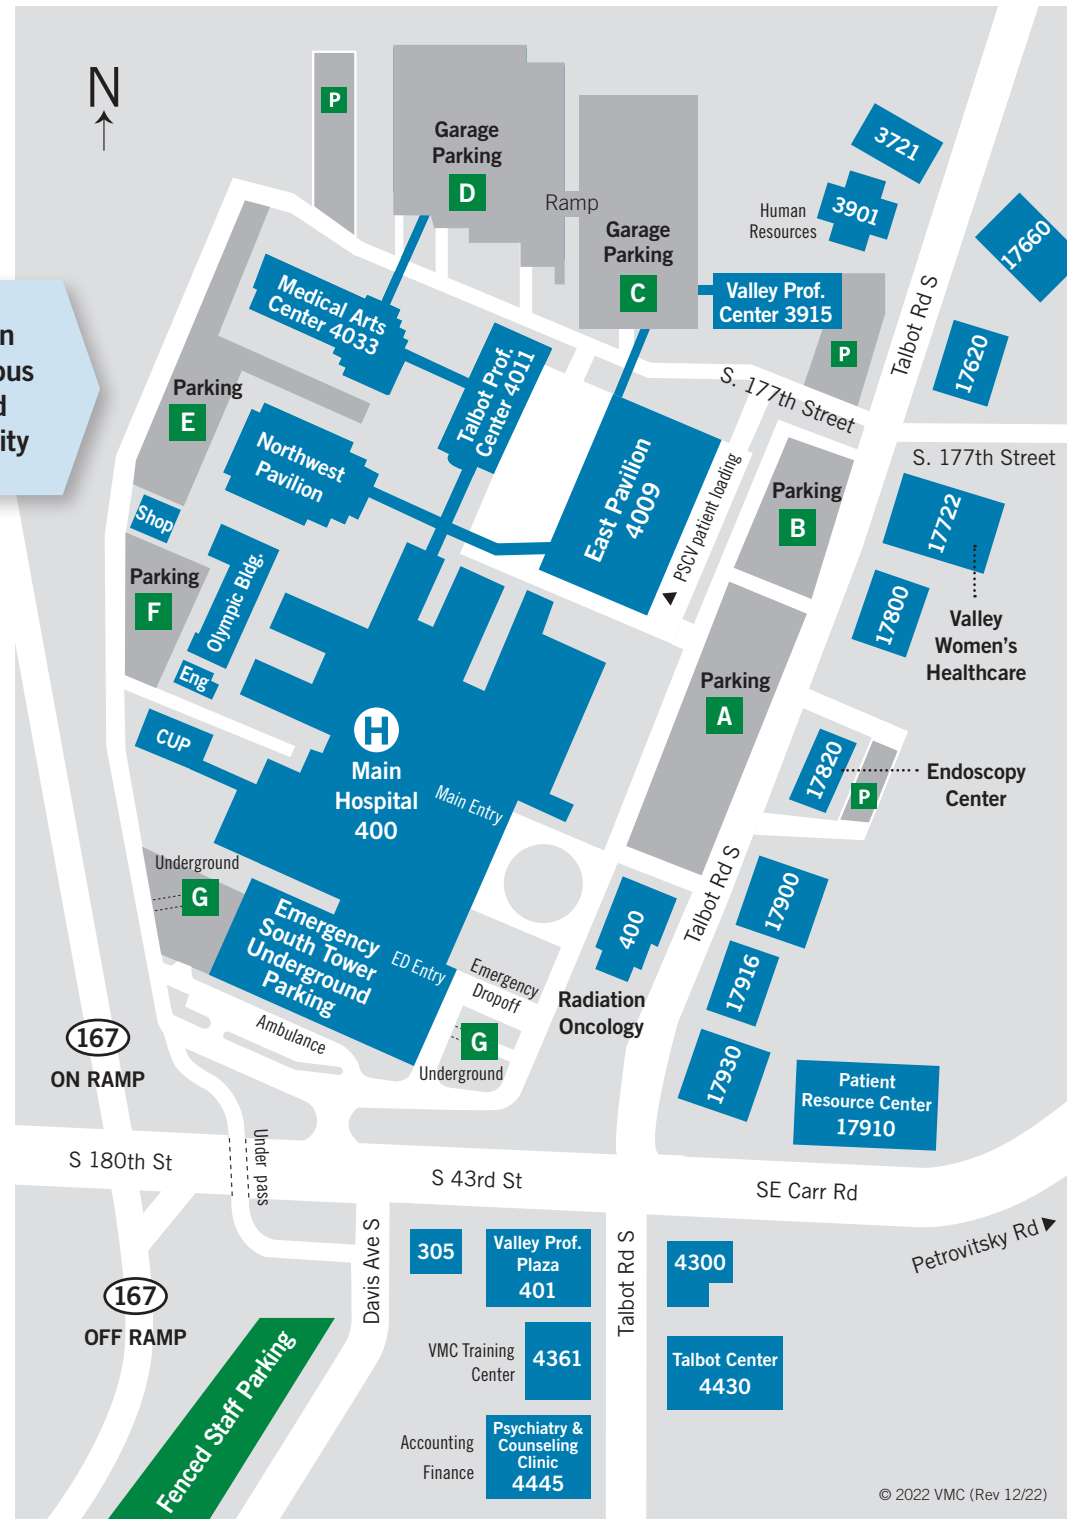 N
P
Garage
Parking
D
Ramp
Garage
Parking
C
3721
Human
Resources
3901
17660
Valley Prof.
Center 3915
P
Talbot Rd S
17620
Medical Arts
Center 4033
Talbot Prof.
Center 4011
S. 177th Street
S. 177th Street
n
ous
d
ity
Parking
E
Northwest
Pavilion
East Pavilion
4009
PSCV patient loading
Parking
B
17722
Shop
Parking
F
Olympic Bldg.
Eng
17800
Valley
Women's
Healthcare
Parking
A
CUP
H
Main
Hospital
400
Main Entry
17820
P
Endoscopy
Center
Underground
G
Emergency
South Tower
Underground
Parking
ED Entry
Emergency
Dropoff
G
Underground
Ambulance
400
Radiation
Oncology
Talbot Rd S
17900
17916
17930
Patient
Resource Center
17910
167
ON RAMP
S 180th St
Under pass
S 43rd St
SE Carr Rd
Petrovitsky Rd
167
OFF RAMP
Davis Ave S
305
Valley Prof.
Plaza
401
Talbot Rd S
4300
VMC Training
Center
4361
Talbot Center
4430
Accounting
Finance
Psychiatry &
Counseling
Clinic
4445
Fenced Staff Parking
© 2022 VMC (Rev 12/22)